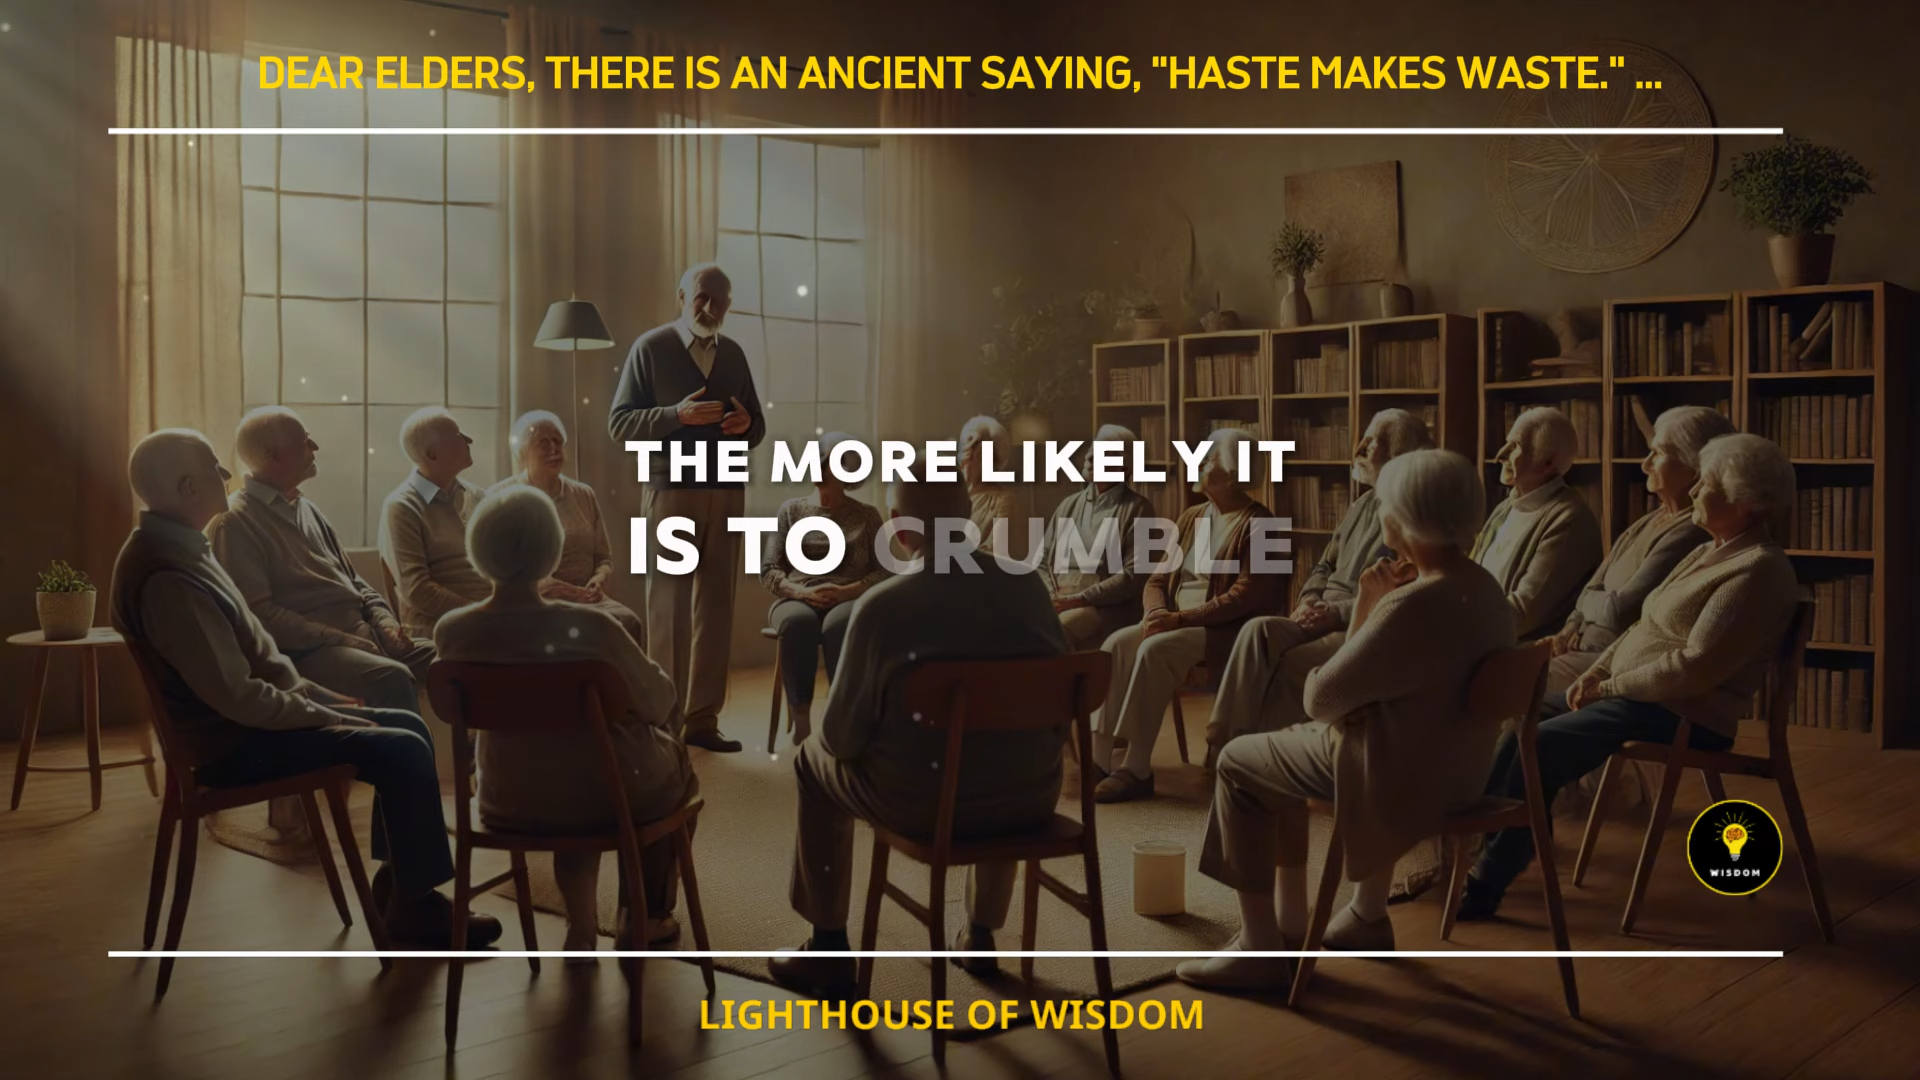 DEAR ELDERS, THERE IS AN ANCIENT SAYING, "HASTE MAKES WASTE." ...
THE MORE LIKELY IT
IS TO CRUMBLE
WISDOM
LIGHTHOUSE OF WISDOM